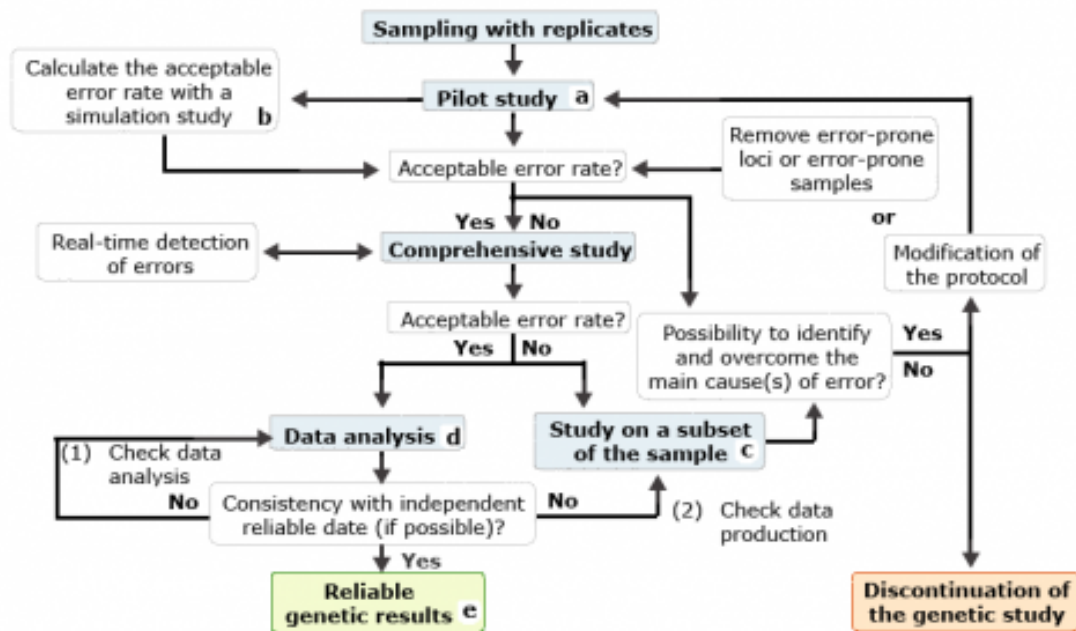 Sampling with replicates
Calculate the acceptable
error rate with a
simulation study b
Pilot study a
Remove error-prone
loci or error-prone
samples
Acceptable error rate?
or
Yes No
Real-time detection
of errors
Comprehensive study
Modification of
the protocol
Acceptable error rate?
Yes No
Possibility to identify
and overcome the
main cause(s) of error?
Yes
No
Data analysis d
Study on a subset
of the sample c
(1) Check data
analysis
No
Consistency with independent
reliable date (if possible)?
No
(2) Check data
production
Yes
Reliable
genetic results e
Discontinuation of
the genetic study